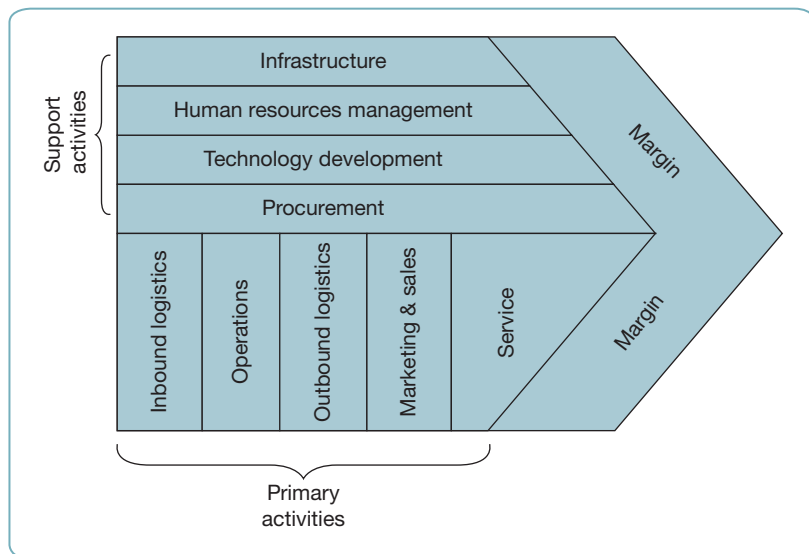 Support
activities
Infrastructure
Human resources management
Technology development
Procurement
Margin
Inbound logistics
Operations
Outbound logistics
Marketing & sales
Service
Margin
Primary
activities